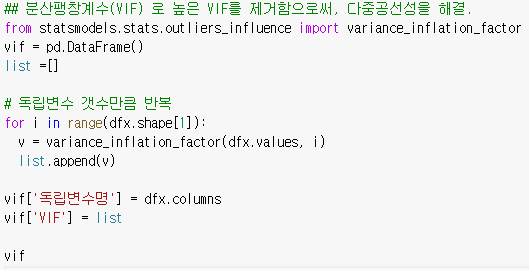 ## 분산팽창계수(VIF) 로 높은 VIF를 제거함으로써, 다중공선성을 해결.
from statsmodels.stats.outliers_influence import variance_inflation_factor
vif = pd.DataFrame()
list =[]
# 독립변수 갯수만큼 반복
for i in range(dfx.shape[1]):
  v = variance_inflation_factor(dfx.values, i)
  list.append(v)
vif['독립변수명'] = dfx.columns
vif['VIF'] = list
vif